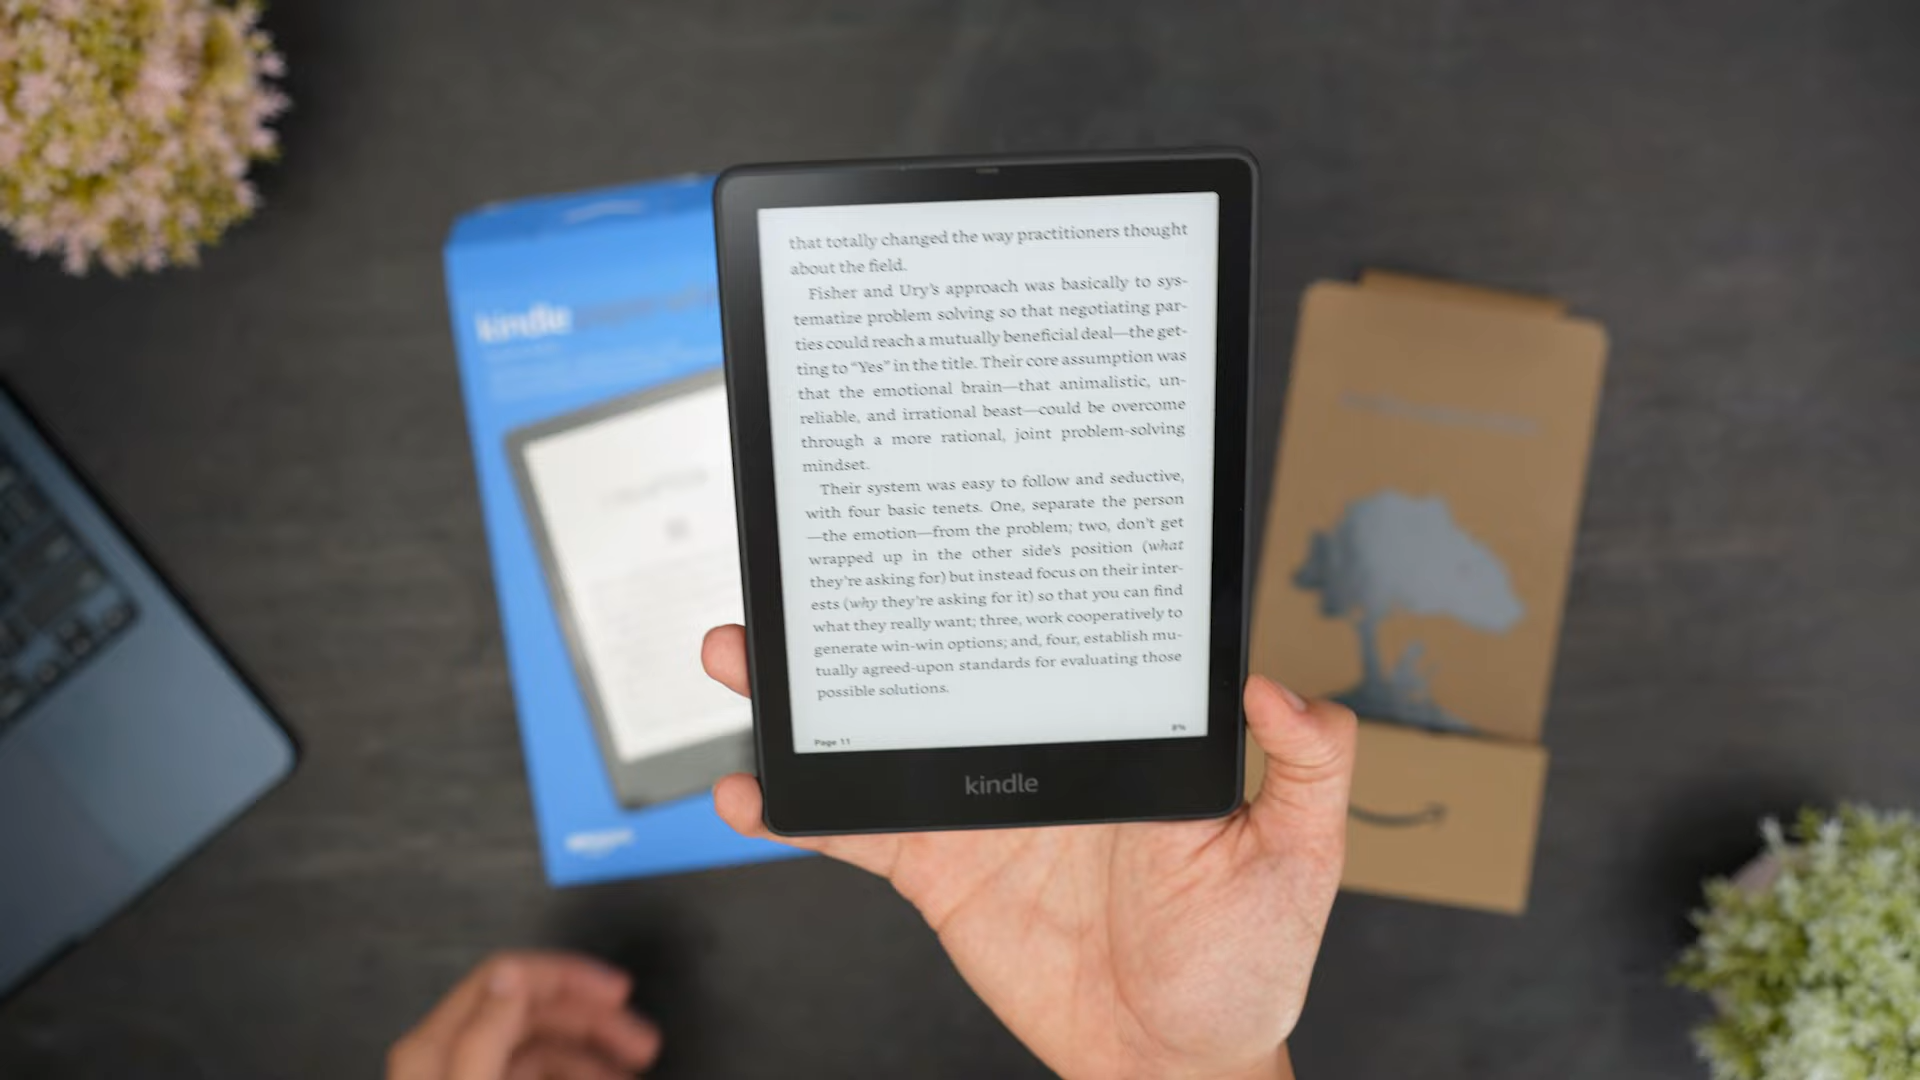 kindle
that totally changed the way practitioners thought
about the field.
Fisher and Ury’s approach was basically to sys-
tematize problem solving so that negotiating par-
ties could reach a mutually beneficial deal—the get-
ting to “Yes” in the title. Their core assumption was
that the emotional brain—that animalistic, un-
reliable, and irrational beast—could be overcome
through a more rational, joint problem-solving
mindset.
Their system was easy to follow and seductive,
with four basic tenets. One, separate the person
—the emotion—from the problem; two, don’t get
wrapped up in the other side’s position (what
they’re asking for) but instead focus on their inter-
ests (why they’re asking for it) so that you can find
what they really want; three, work cooperatively to
generate win-win options; and, four, establish mu-
tually agreed-upon standards for evaluating those
possible solutions.
Page 11
kindle